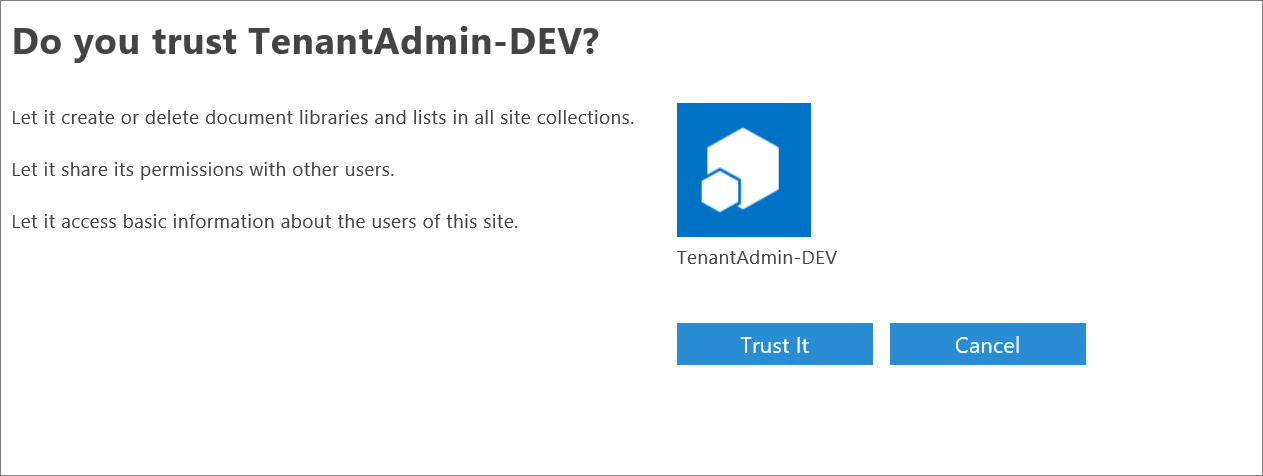 Do you trust TenantAdmin-DEV?
Let it create or delete document libraries and lists in all site collections.
Let it share its permissions with other users.
Let it access basic information about the users of this site.
TenantAdmin-DEV
Trust It
Cancel